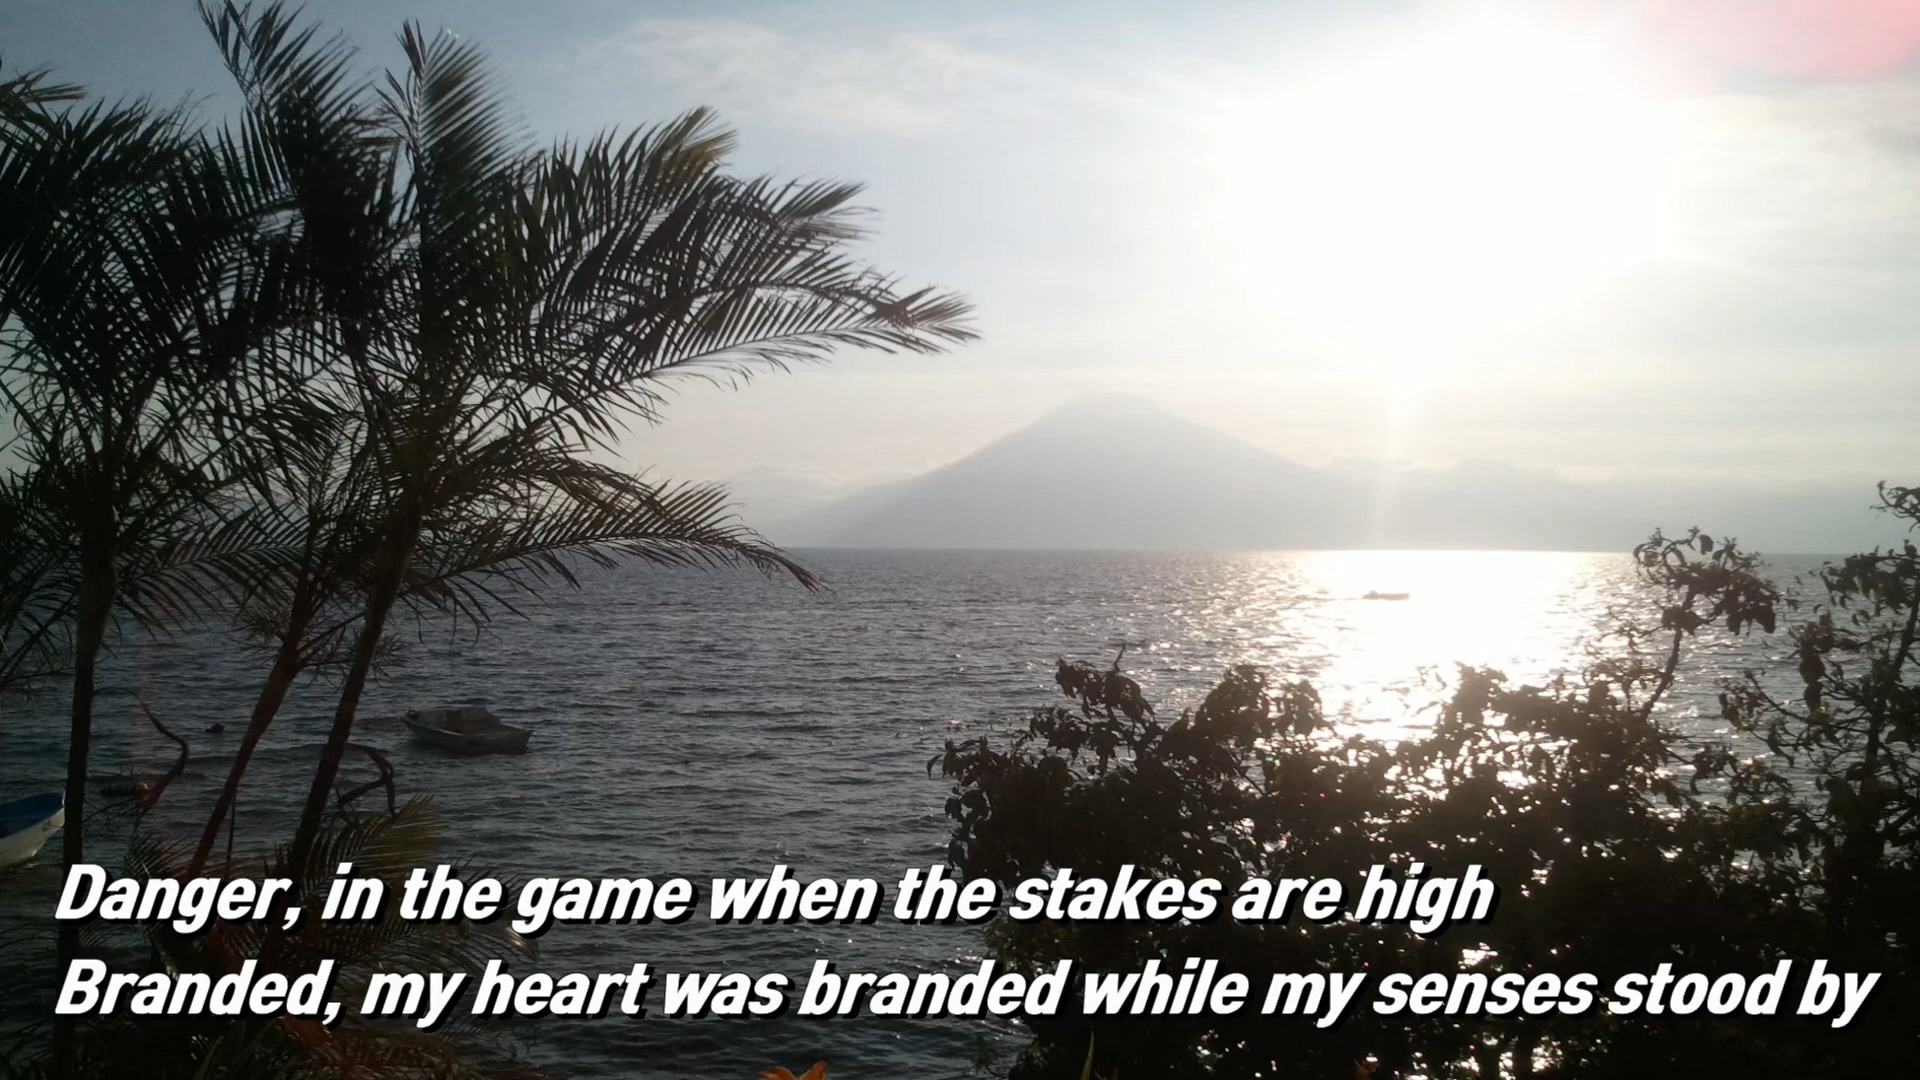 Danger, in the game when the stakes are high
Branded, my heart was branded while my senses stood by